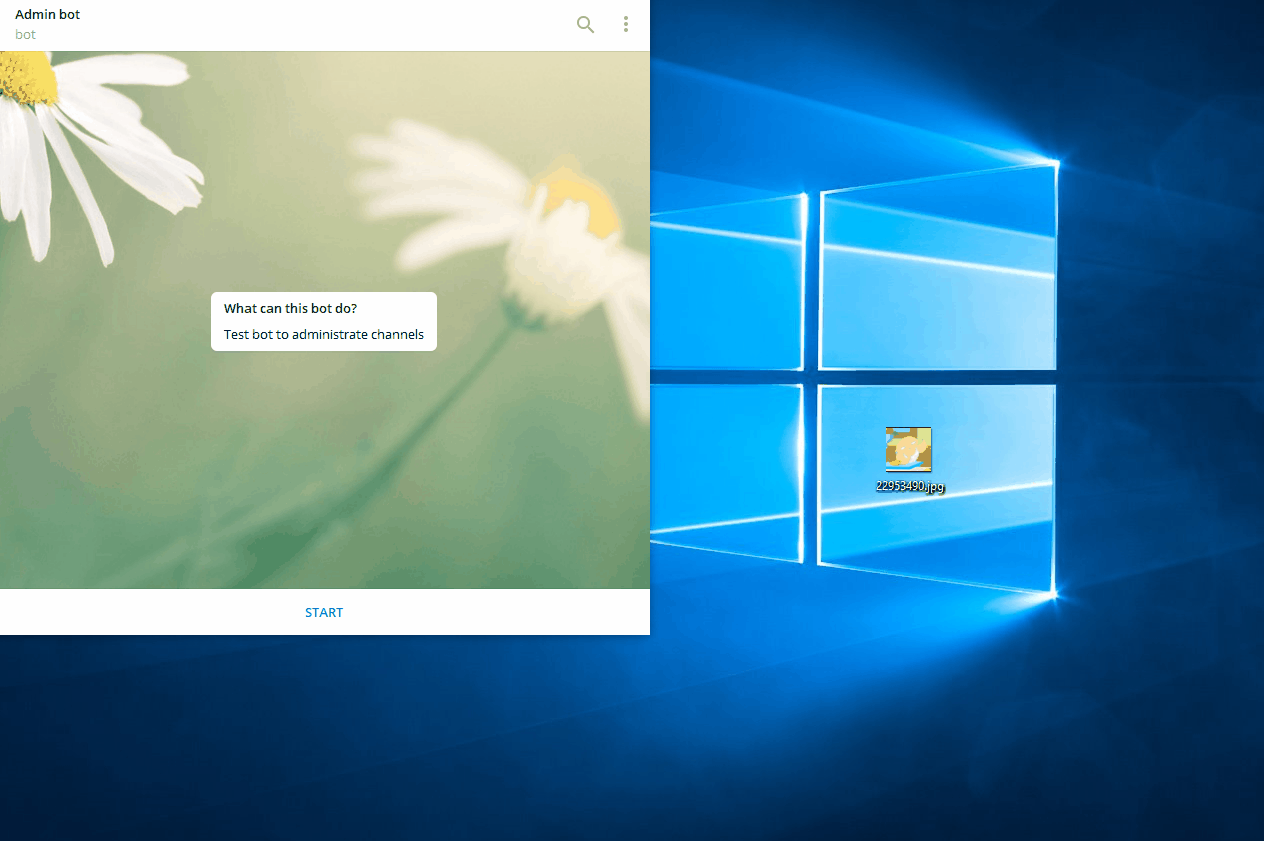 Admin bot
bot
What can this bot do?
Test bot to administrate channels
START
22953490.jpg